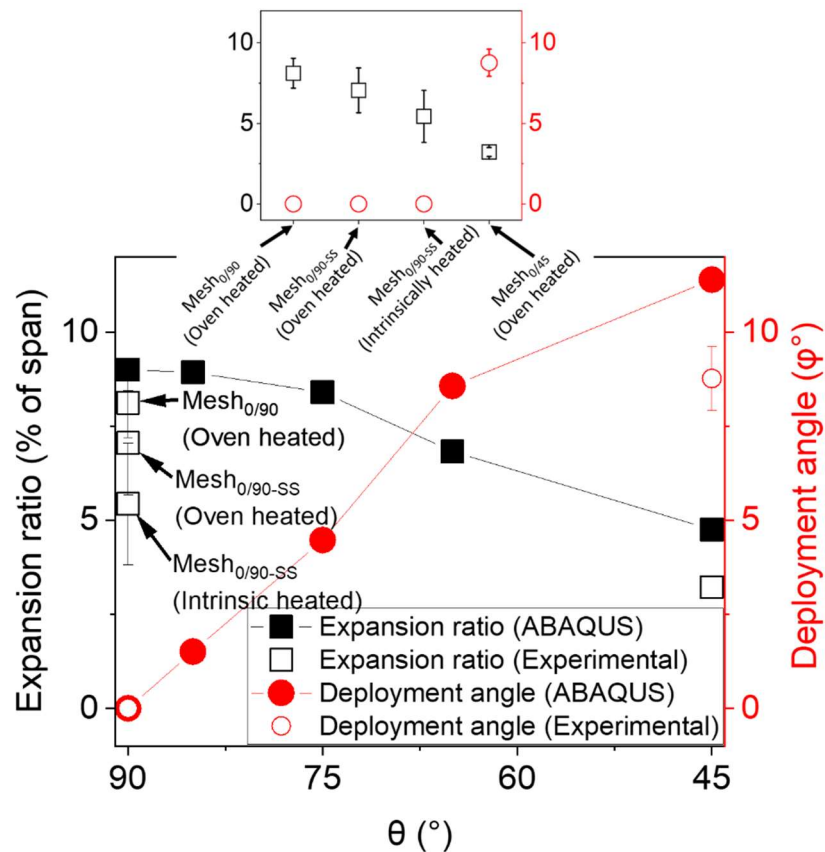 10
10
5
5
0
0
Mesh0/90
(Oven heated)
Mesh0/90-SS
(Oven heated)
Mesh0/90-SS
(Intrinsically heated)
Mesh0/45
(Oven heated)
Expansion ratio (% of span)
Deployment angle (φ°)
10
10
Mesh0/90
(Oven heated)
5
5
Mesh0/90-SS
(Oven heated)
Mesh0/90-SS
(Intrinsic heated)
Expansion ratio (ABAQUS)
Expansion ratio (Experimental)
Deployment angle (ABAQUS)
Deployment angle (Experimental)
0
0
90
75
60
45
θ (°)